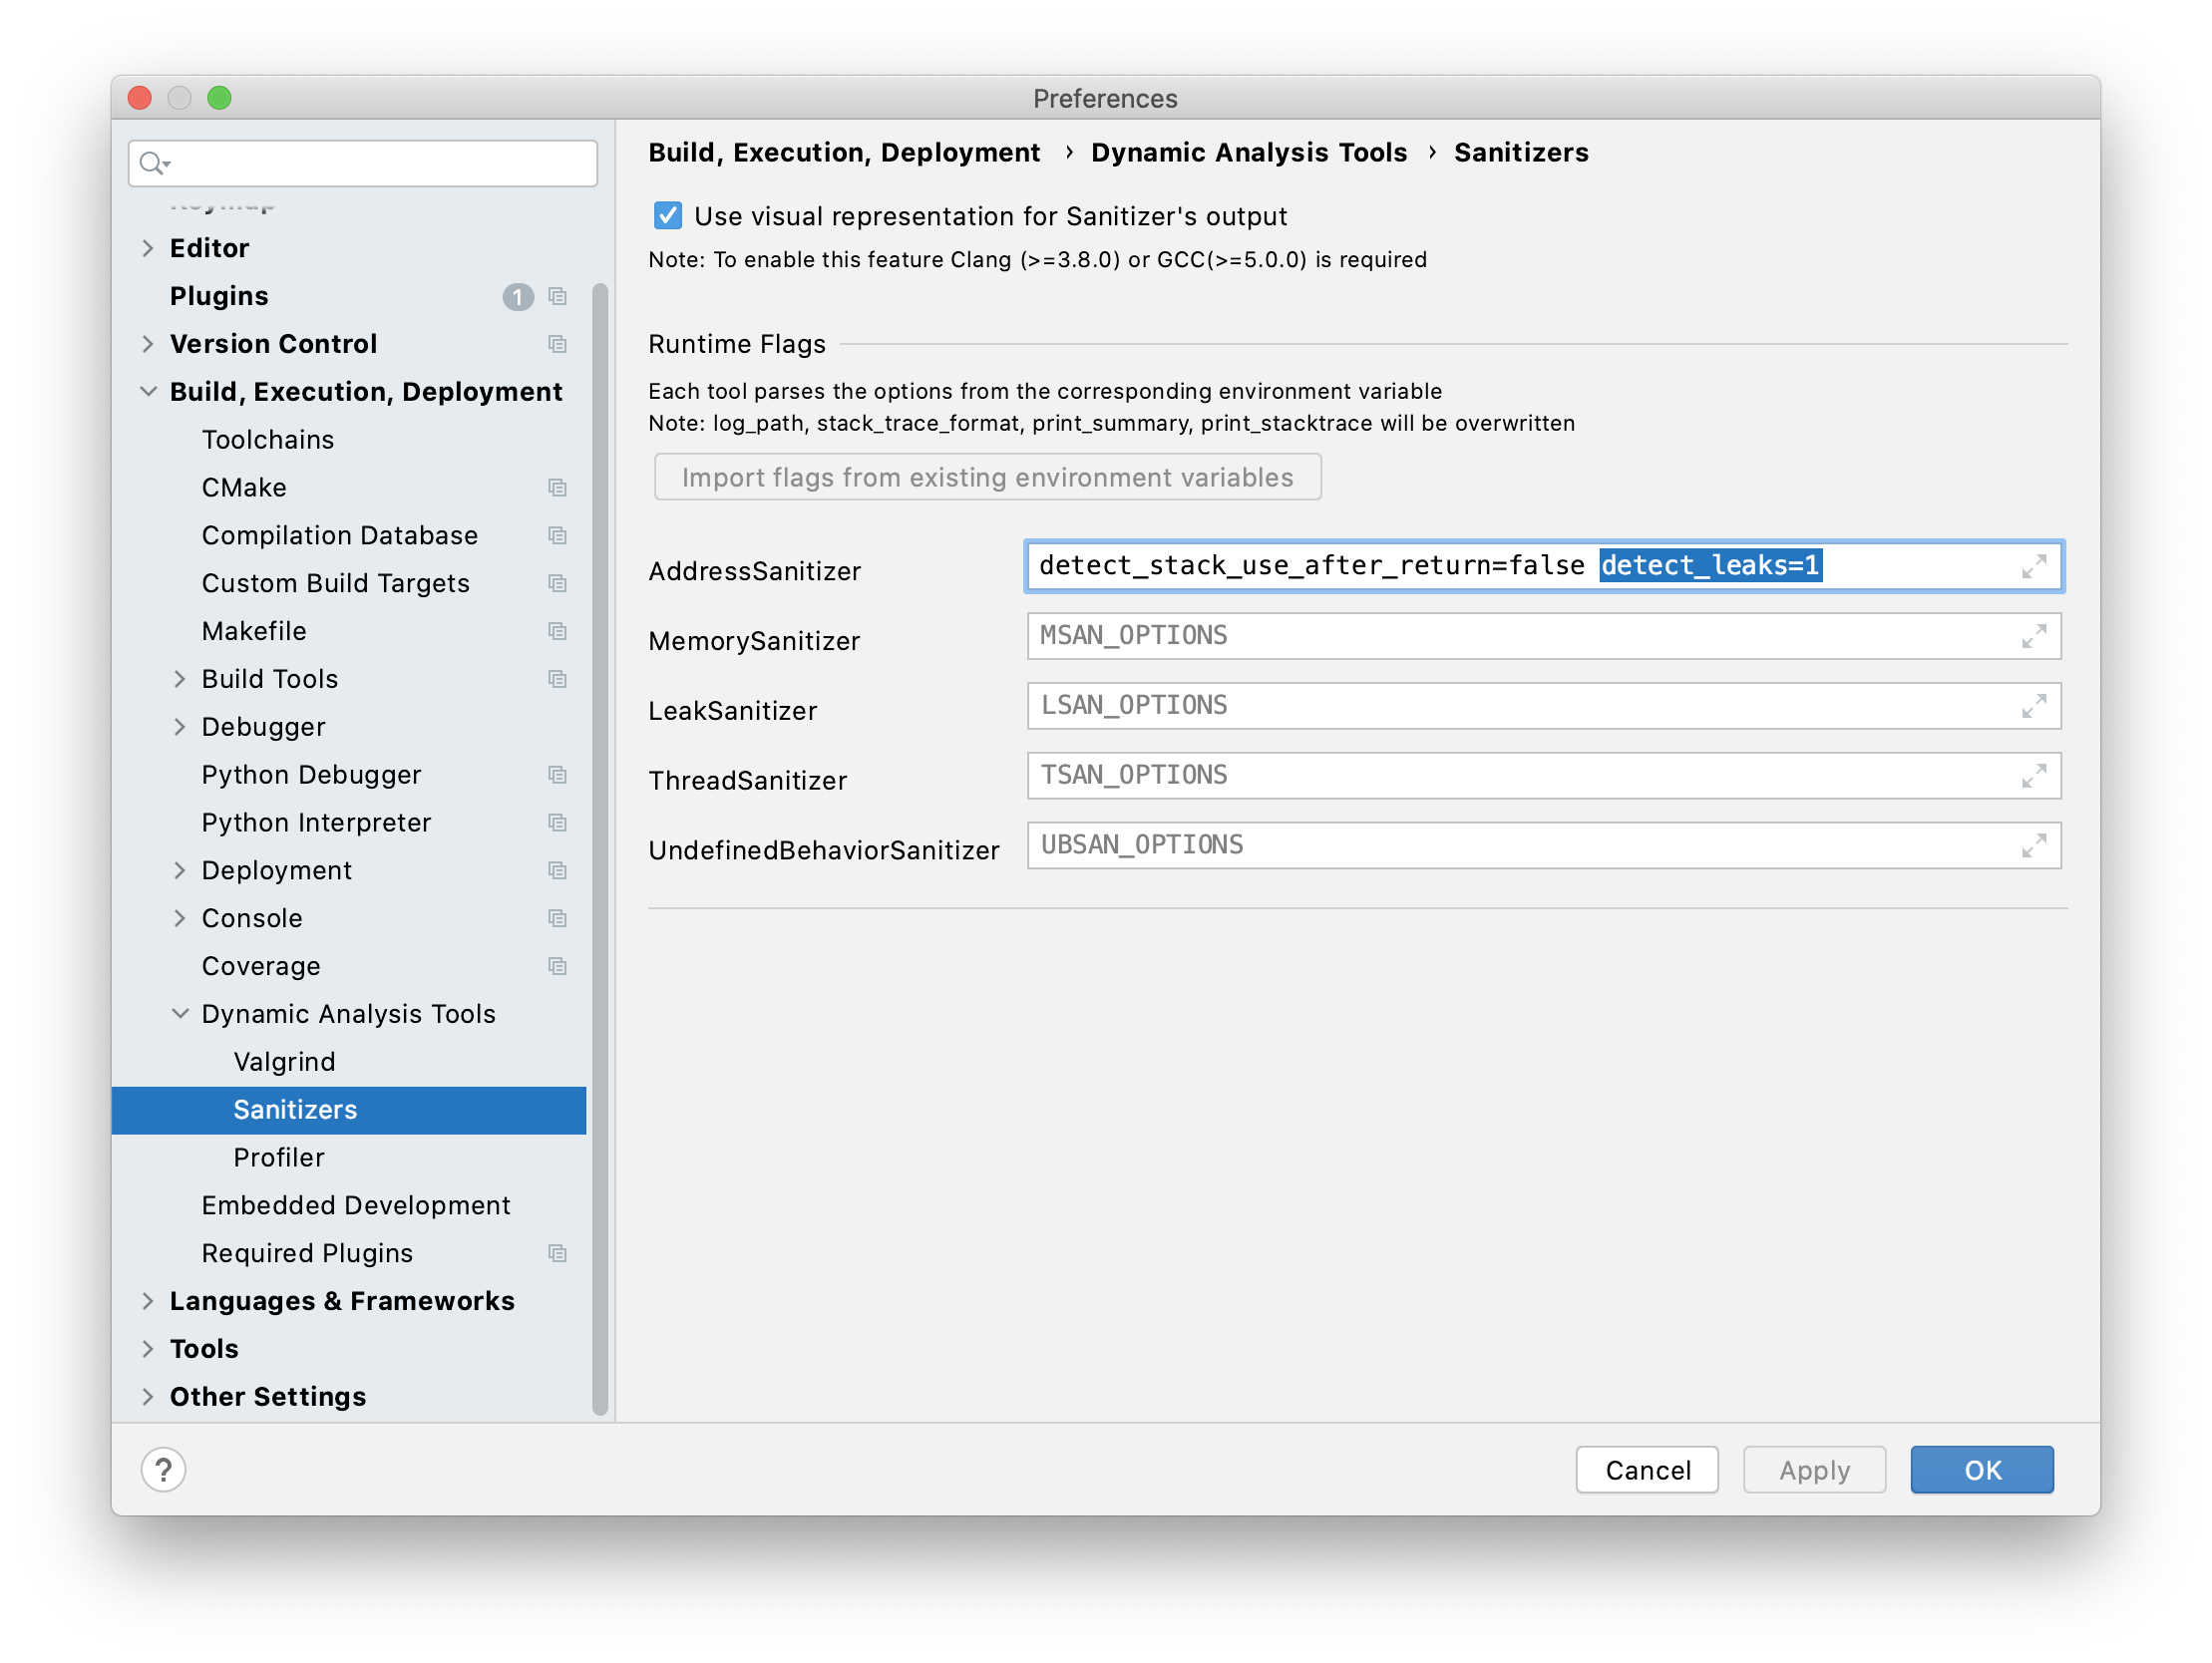 Preferences
Editor
Plugins 1
Version Control
Build, Execution, Deployment
Toolchains
CMake
Compilation Database
Custom Build Targets
Makefile
Build Tools
Debugger
Python Debugger
Python Interpreter
Deployment
Console
Coverage
Dynamic Analysis Tools
Valgrind
Sanitizers
Profiler
Embedded Development
Required Plugins
Languages & Frameworks
Tools
Other Settings
Build, Execution, Deployment › Dynamic Analysis Tools › Sanitizers
Use visual representation for Sanitizer's output
Note: To enable this feature Clang (>=3.8.0) or GCC(>=5.0.0) is required
Runtime Flags
Each tool parses the options from the corresponding environment variable
Note: log_path, stack_trace_format, print_summary, print_stacktrace will be overwritten
Import flags from existing environment variables
AddressSanitizer detect_stack_use_after_return=false detect_leaks=1
MemorySanitizer MSAN_OPTIONS
LeakSanitizer LSAN_OPTIONS
ThreadSanitizer TSAN_OPTIONS
UndefinedBehaviorSanitizer UBSAN_OPTIONS
? Cancel Apply OK